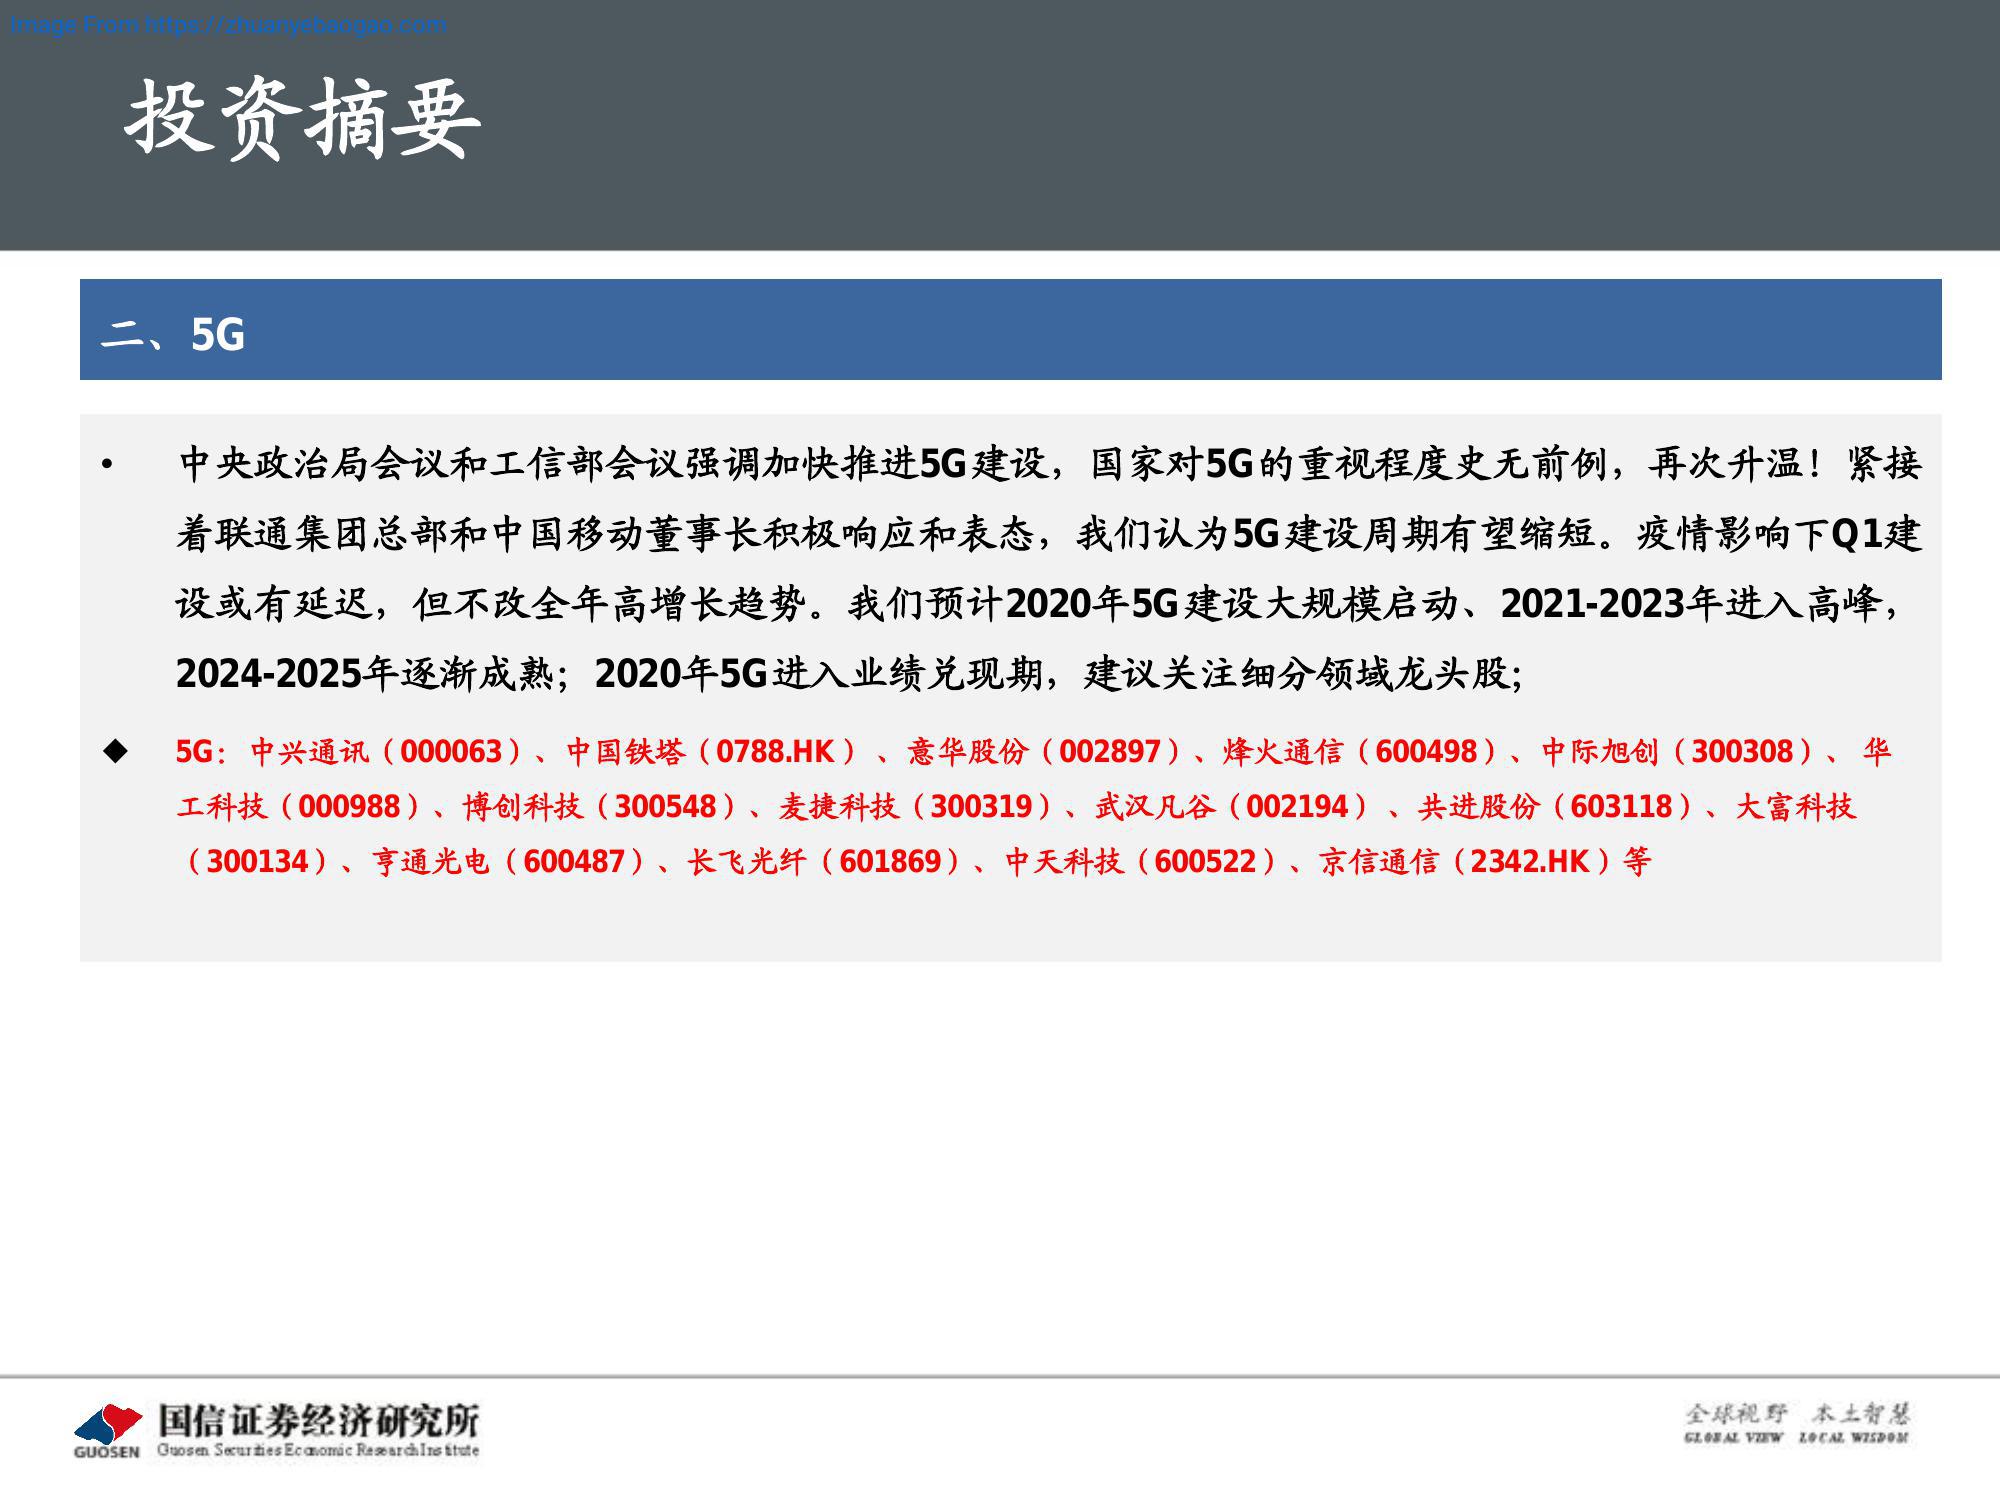 Image From https://zhuanyebaogao.com
投资摘要
二、5G
• 中央政治局会议和工信部会议强调加快推进5G建设，国家对5G的重视程度史无前例，再次升温！紧接
着联通集团总部和中国移动董事长积极响应和表态，我们认为5G建设周期有望缩短。疫情影响下Q1建
设或有延迟，但不改全年高增长趋势。我们预计2020年5G建设大规模启动、2021-2023年进入高峰，
2024-2025年逐渐成熟；2020年5G进入业绩兑现期，建议关注细分领域龙头股；
◆ 5G：中兴通讯（000063）、中国铁塔（0788.HK）、意华股份（002897）、烽火通信（600498）、中际旭创（300308）、华
工科技（000988）、博创科技（300548）、麦捷科技（300319）、武汉凡谷（002194）、共进股份（603118）、大富科技
（300134）、亨通光电（600487）、长飞光纤（601869）、中天科技（600522）、京信通信（2342.HK）等
国信证券经济研究所
GUOSEN Guosen Securities Economic Research Institute
全球视野 本土智慧
GLOBAL VIEW LOCAL WISDOM